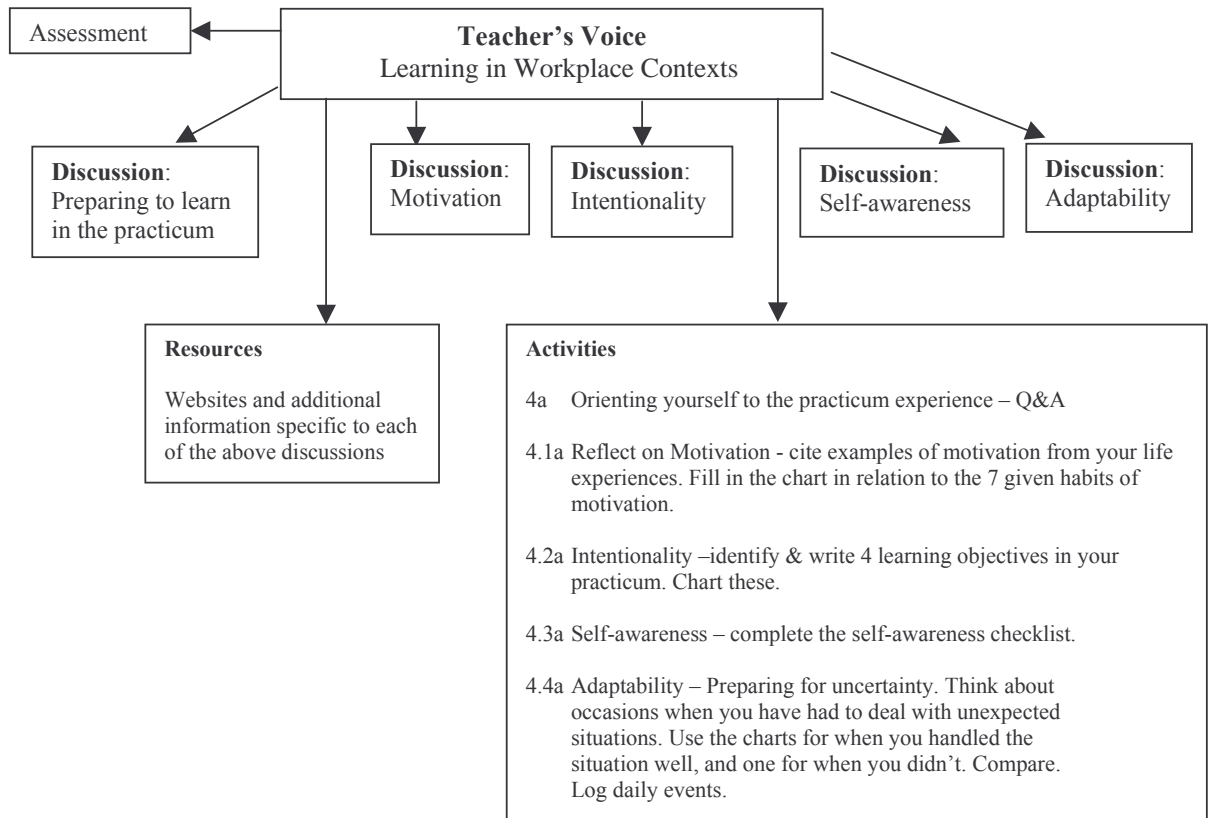 Assessment
Teacher’s Voice
Learning in Workplace Contexts
Discussion:
Preparing to learn
in the practicum
Discussion:
Motivation
Discussion:
Intentionality
Discussion:
Self-awareness
Discussion:
Adaptability
Resources
Websites and additional
information specific to each
of the above discussions
Activities
4a Orienting yourself to the practicum experience – Q&A
4.1a Reflect on Motivation - cite examples of motivation from your life
experiences. Fill in the chart in relation to the 7 given habits of
motivation.
4.2a Intentionality –identify & write 4 learning objectives in your
practicum. Chart these.
4.3a Self-awareness – complete the self-awareness checklist.
4.4a Adaptability – Preparing for uncertainty. Think about
occasions when you have had to deal with unexpected
situations. Use the charts for when you handled the
situation well, and one for when you didn’t. Compare.
Log daily events.